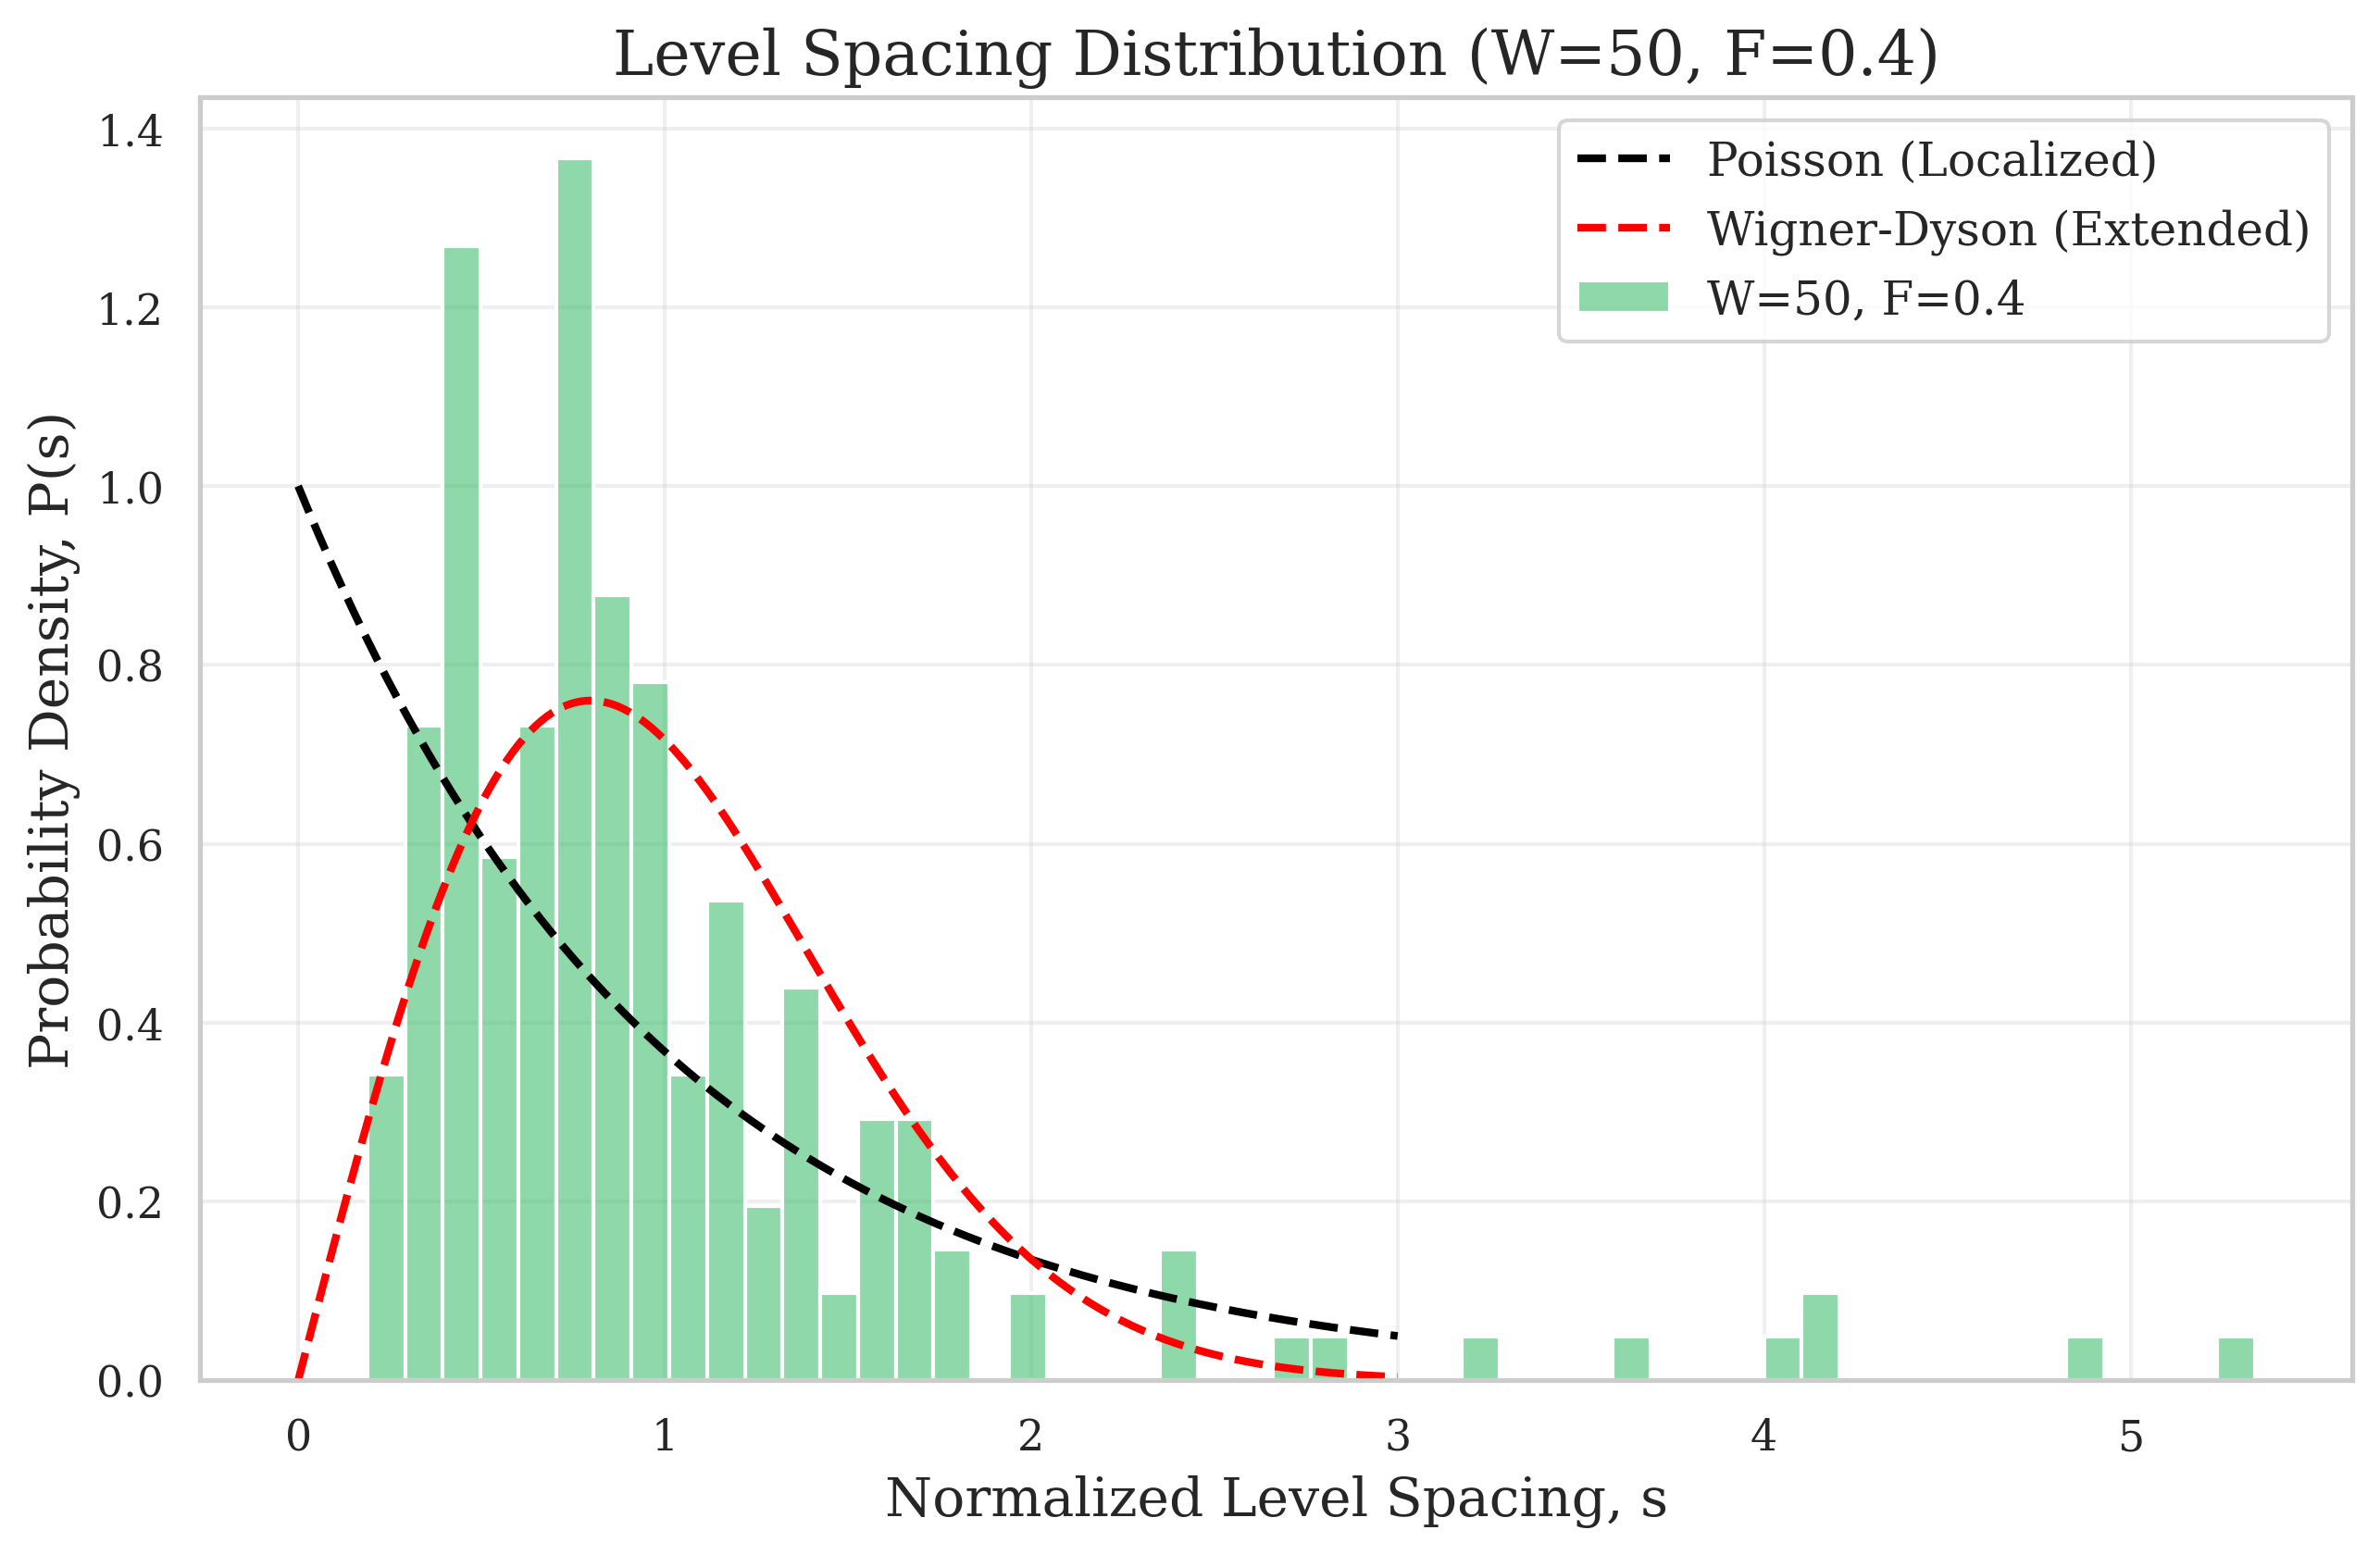 Level Spacing Distribution (W=50, F=0.4)
Poisson (Localized)
Wigner-Dyson (Extended)
W=50, F=0.4
Probability Density, P(s)
1.4
1.2
1.0
0.8
0.6
0.4
0.2
0.0
0 1 2 3 4 5
Normalized Level Spacing, s